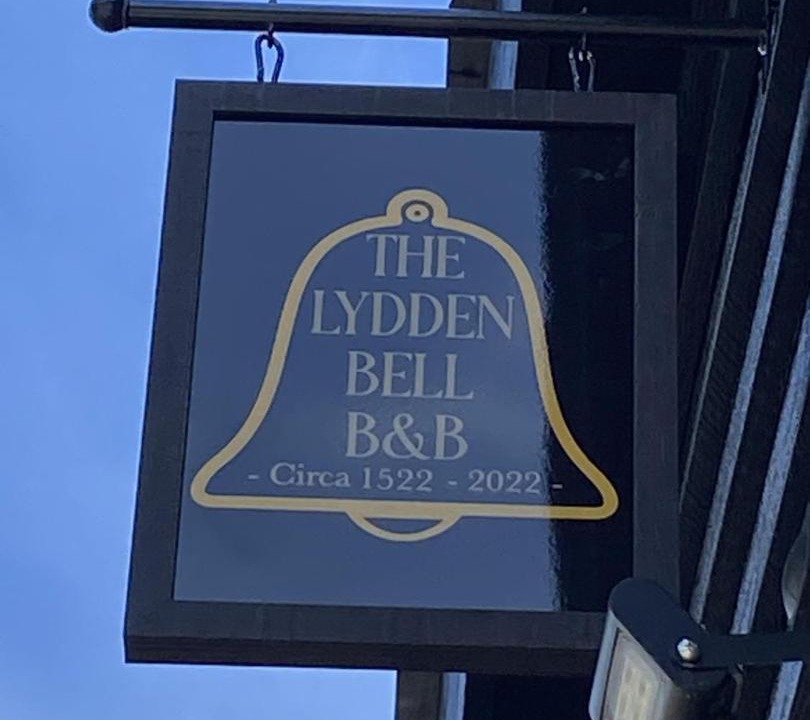 THE
LYDDEN
BELL
B&B
- Circa 1522 - 2022 -